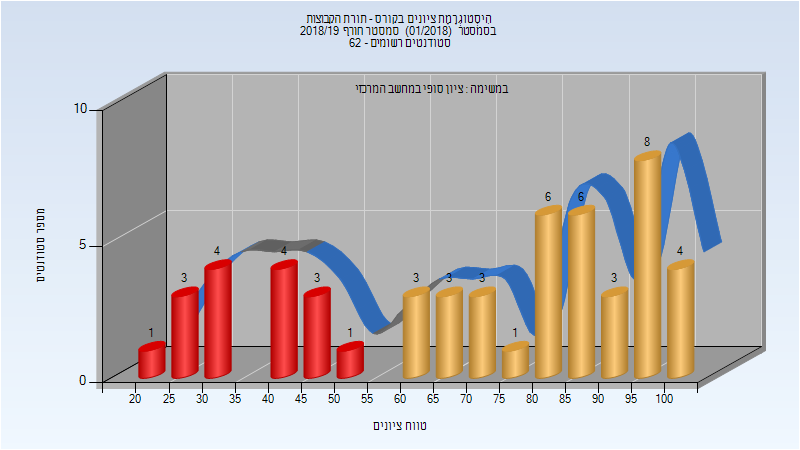 היסטוגרמת ציונים בקורס - תורת הקבוצות
בסמסטר (01/2018) סמסטר חורף 2018/19
סטודנטים רשומים - 62
במשימה : ציון סופי במחשב המרכזי
מספר סטודנטים
10
5
0
1
3
4
4
3
1
3
3
3
1
6
6
3
8
4
20 25 30 35 40 45 50 55 60 65 70 75 80 85 90 95 100
טווח ציונים